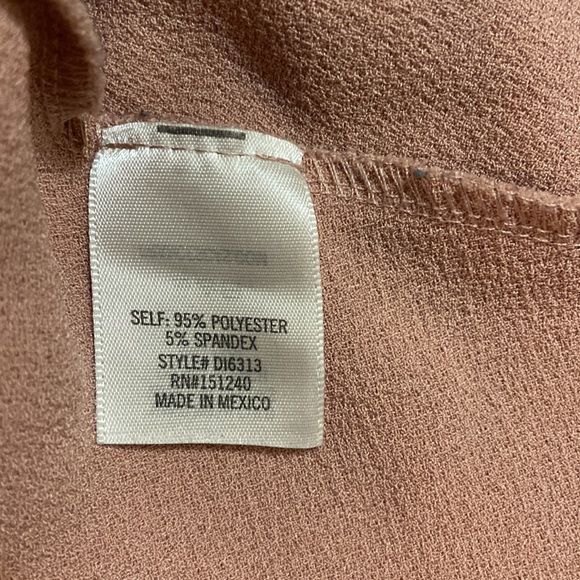 SELF: 95% POLYESTER
5% SPANDEX
STYLE# DI6313
RN#151240
MADE IN MEXICO